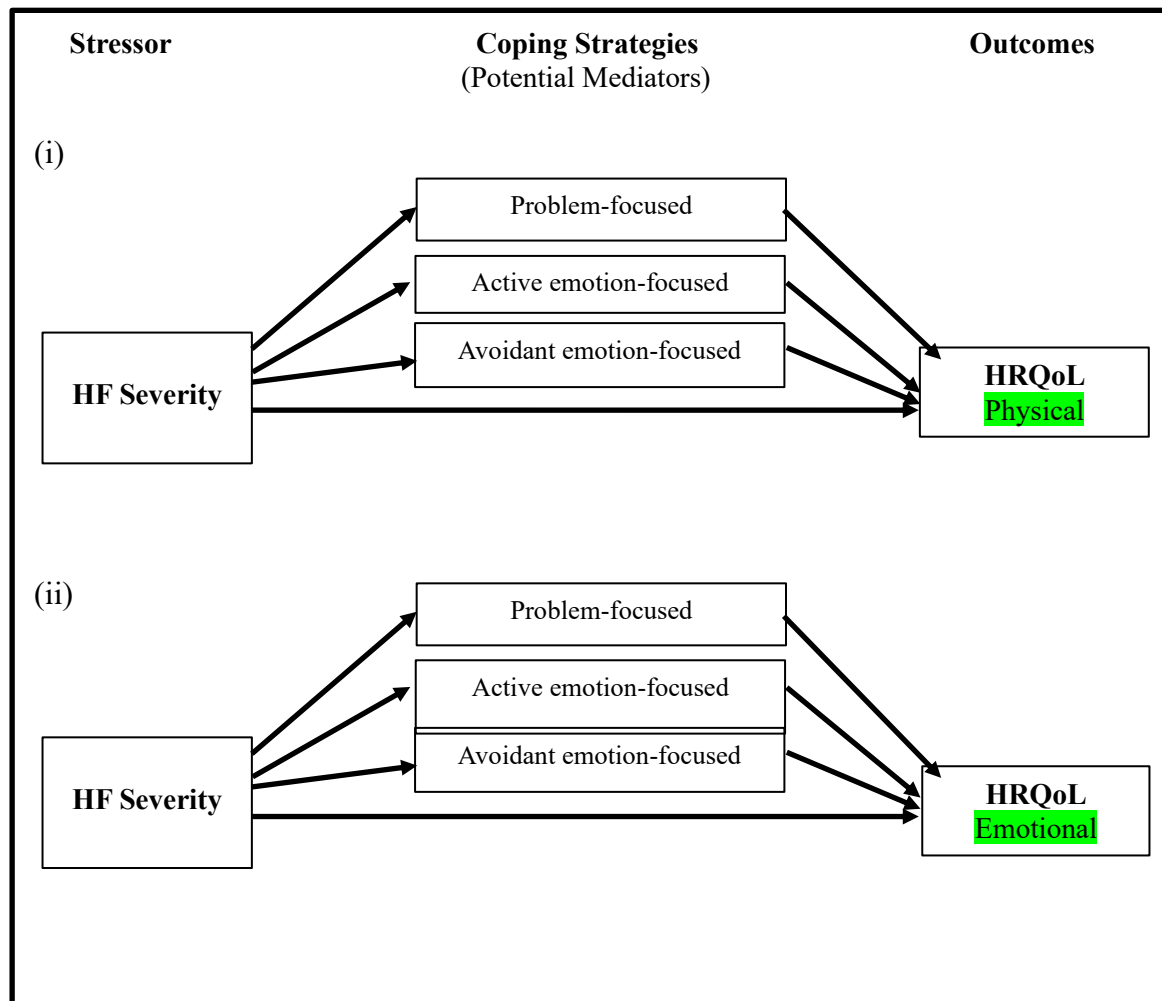 Stressor
Coping Strategies
(Potential Mediators)
Outcomes
(i)
Problem-focused
Active emotion-focused
Avoidant emotion-focused
HF Severity
HRQoL
Physical
(ii)
Problem-focused
Active emotion-focused
Avoidant emotion-focused
HF Severity
HRQoL
Emotional